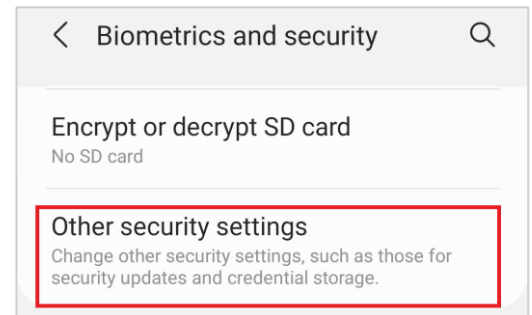 Biometrics and security
Encrypt or decrypt SD card
No SD card
Other security settings
Change other security settings, such as those for
security updates and credential storage.